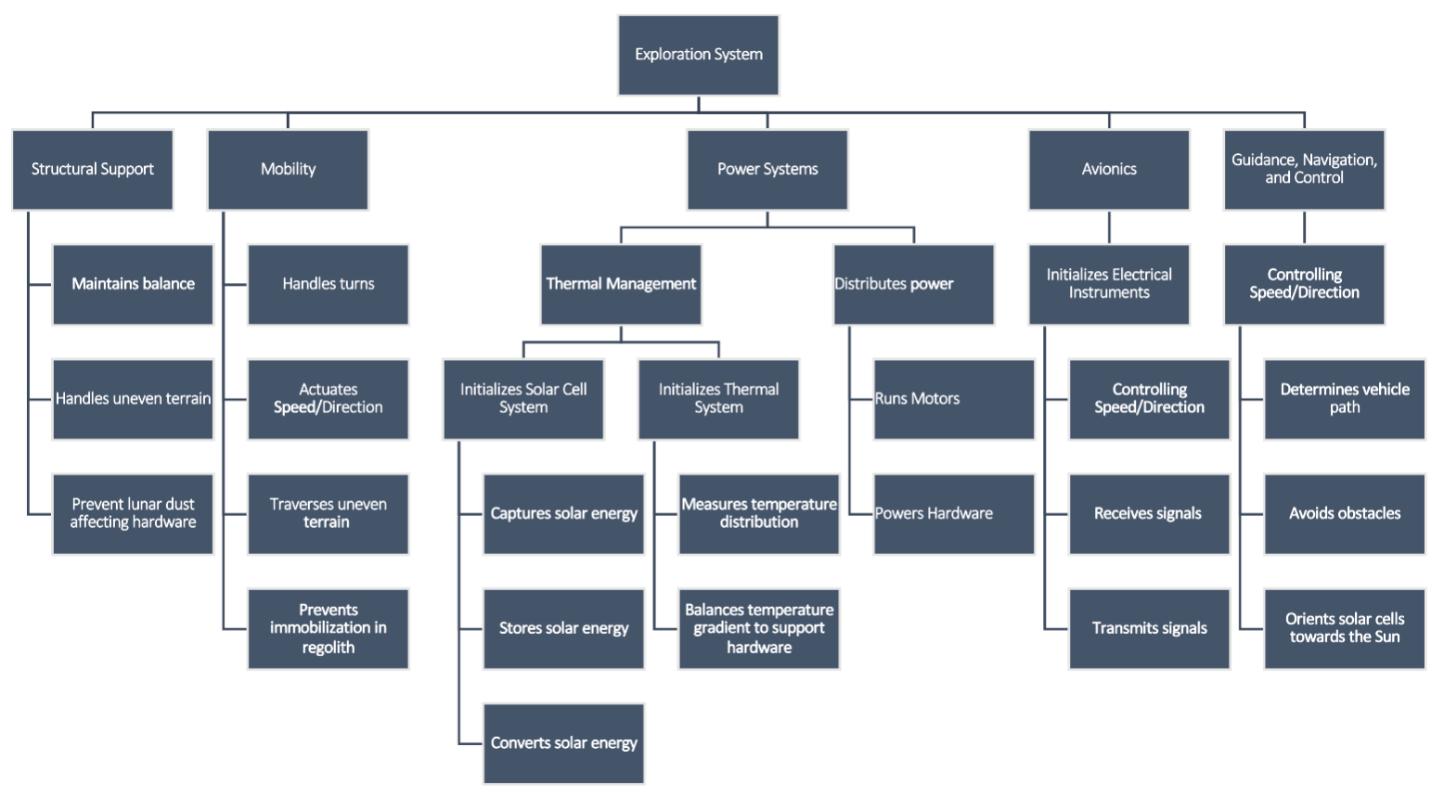 Exploration System
Structural Support
Mobility
Power Systems
Avionics
Guidance, Navigation,
and Control
Maintains balance
Handles uneven terrain
Prevent lunar dust
affecting hardware
Handles turns
Actuates
Speed/Direction
Traverses uneven
terrain
Prevents
immobilization in
regolith
Thermal Management
Initializes Solar Cell
System
Captures solar energy
Stores solar energy
Converts solar energy
Initializes Thermal
System
Measures temperature
distribution
Balances temperature
gradient to support
hardware
Distributes power
Runs Motors
Powers Hardware
Initializes Electrical
Instruments
Controlling
Speed/Direction
Receives signals
Transmits signals
Controlling
Speed/Direction
Determines vehicle
path
Avoids obstacles
Orients solar cells
towards the Sun